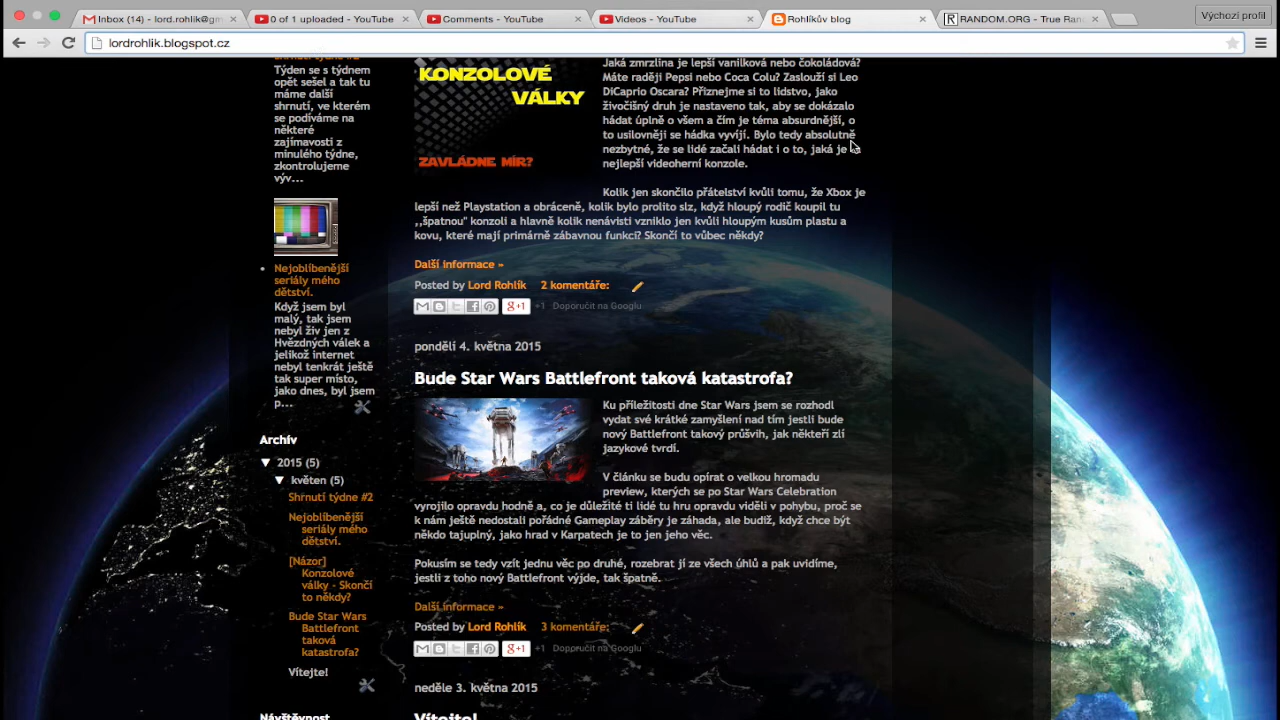 Inbox (14) - lord.rohlik@gm
0 of 1 uploaded - YouTube
Comments - YouTube
Videos - YouTube
Rohlíkův blog
RANDOM.ORG - True Ran
Výchozí profil
lordrohlik.blogspot.cz
Týden se s týdnem
opět sešel a tak tu
máme další
shrnutí, ve kterém
se podíváme na
některé
zajímavosti z
minulého týdne,
zkontrolujeme
výv...
Nejoblíbenější
seriály mého
dětství.
Když jsem byl
malý, tak jsem
nebyl živ jen z
Hvězdných válek a
jelikož internet
nebyl tenkrát ještě
tak super místo,
jako dnes, byl jsem
p...
Archiv
2015 (5)
květen (5)
Shrnutí týdne #2
Nejoblíbenější
seriály mého
dětství.
[Názor]
Konzolové
války - Skončí
to někdy?
Bude Star Wars
Battlefront
taková
katastrofa?
Vítejte!
Návštěvnost
KONZOLOVÉ
VÁLKY
ZAVLÁDNE MÍR?
Jaká zmrzlina je lepší vanilková nebo čokoládová?
Máte raději Pepsi nebo Coca Colu? Zaslouží si Leo
DiCaprio Oscara? Přiznejme si to lidstvo, jako
živočišný druh je nastaveno tak, aby se dokázalo
hádat úplně o všem a čím je téma absurdnější, o
to usilovněji se hádka vyvíjí. Bylo tedy absolutně
nezbytné, že se lidé začali hádat i o to, jaká je
nejlepší videoherní konzole.
Kolik jen skončilo přátelství kvůli tomu, že Xbox je
lepší než Playstation a obráceně, kolik bylo prolito slz, když hloupý rodič koupil tu
,,špatnou" konzoli a hlavně kolik nenávisti vzniklo jen kvůli hloupým kusům plastu a
kovu, které mají primárně zábavnou funkci? Skončí to vůbec někdy?
Další informace »
Posted by Lord Rohlík 2 komentáře:
g+1 +1 Doporučit na Googlu
pondělí 4. května 2015
Bude Star Wars Battlefront taková katastrofa?
Ku příležitosti dne Star Wars jsem se rozhodl
vydat své krátké zamyšlení nad tím jestli bude
nový Battlefront takový průšvih, jak někteří zlí
jazykové tvrdí.
V článku se budu opírat o velkou hromadu
preview, kterých se po Star Wars Celebration
vyrojilo opravdu hodně a, co je důležité ti lidé tu hru opravdu viděli v pohybu, proč se
k nám ještě nedostali pořádné Gameplay záběry je záhada, ale budiž, když chce být
někdo tajuplný, jako hrad v Karpatech je to jen jeho věc.
Pokusím se tedy vzít jednu věc po druhé, rozebrat jí ze všech úhlů a pak uvidíme,
jestli z toho nový Battlefront výjde, tak špatně.
Další informace »
Posted by Lord Rohlík 3 komentáře:
g+1 +1 Doporučit na Googlu
neděle 3. května 2015
Vítejte!